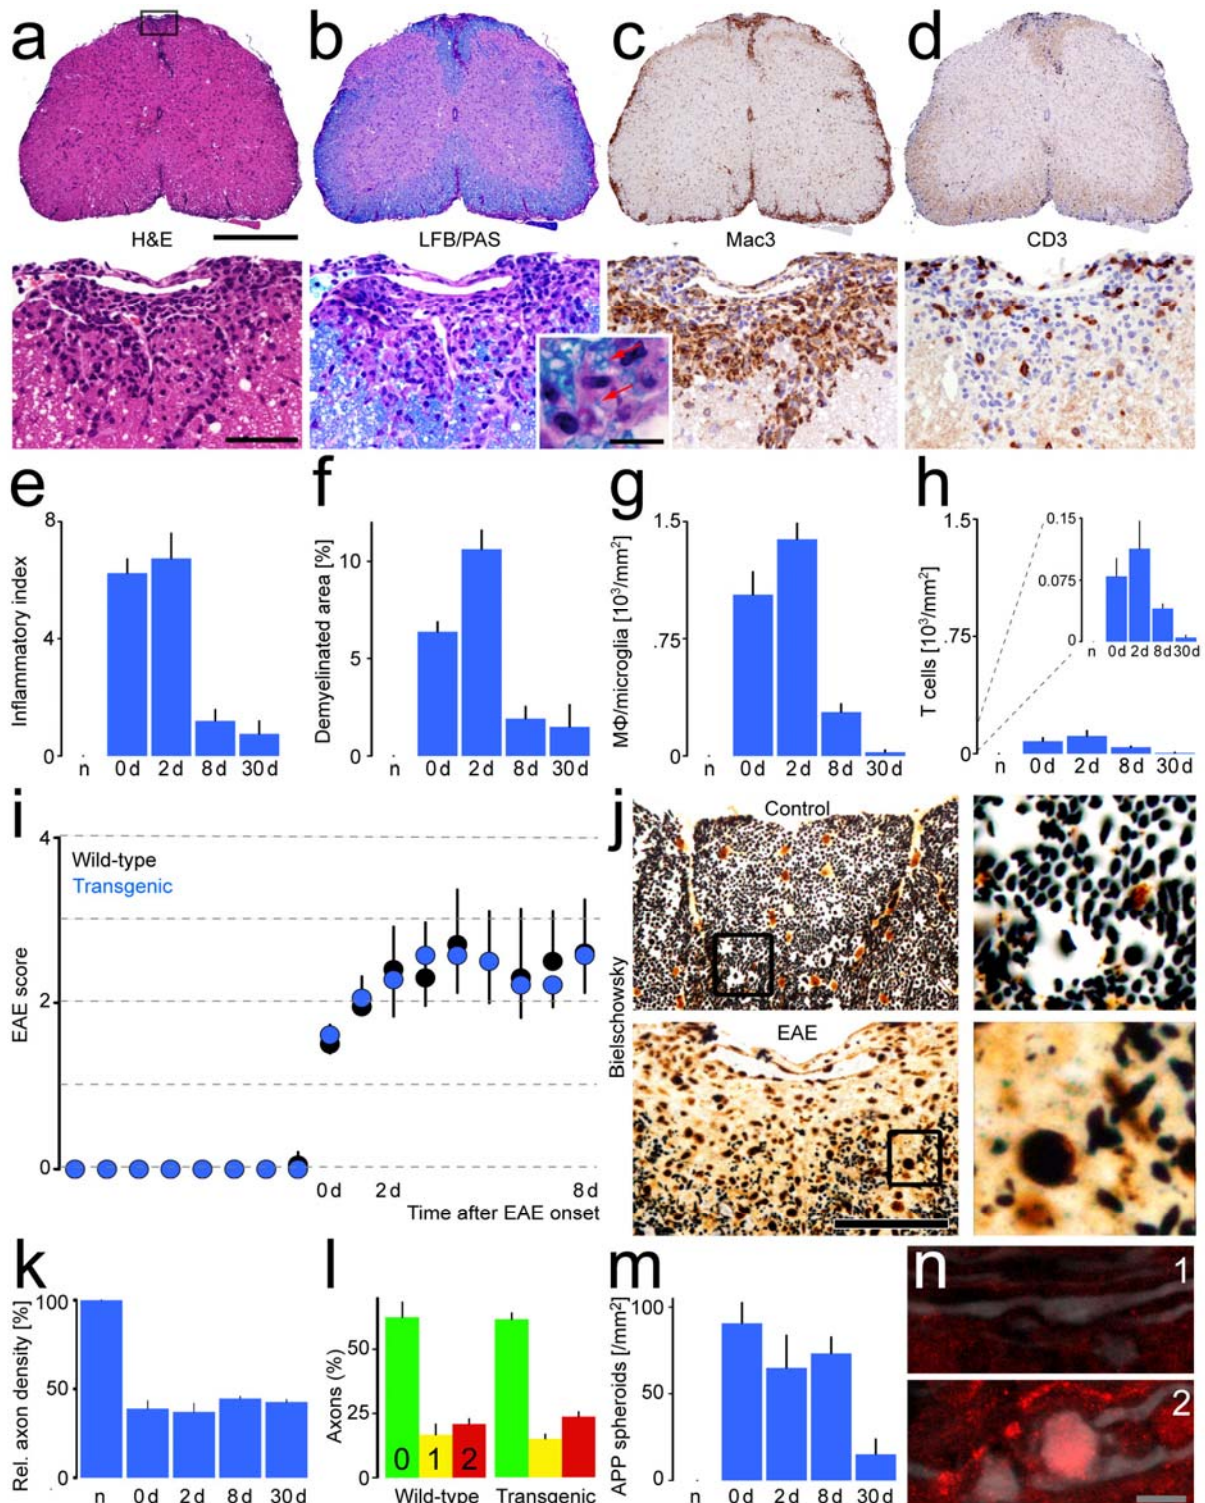 a
b
c
d
H&E
LFB/PAS
Mac3
CD3
e
8
4
0
Inflammatory index
n 0d 2d 8d 30d
f
10
5
0
Demyelinated area [%]
0d 2d 8d 30d
g
1.5
.75
0
MΦ/microglia [10³/mm²]
n 0d 2d 8d 30d
h
1.5
.75
0
T cells [10³/mm²]
n 0d 2d 8d 30d
0.15
0.075
0
n 0d 2d 8d 30d
i
4
2
0
EAE score
Wild-type
Transgenic
0d 2d 8d
Time after EAE onset
j
Control
EAE
Bielschowsky
k
100
50
0
Rel. axon density [%]
n 0d 2d 8d 30d
l
50
25
0
Axons (%)
0 1 2
Wild-type Transgenic
m
100
50
0
APP spheroids [/mm²]
n 0d 2d 8d 30d
n
1
2